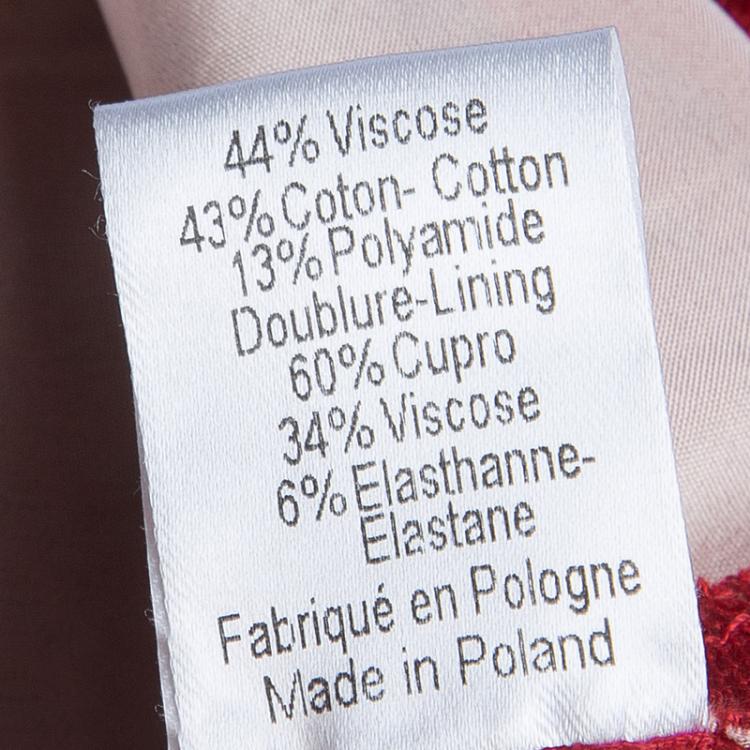 44% Viscose
43% Coton- Cotton
13% Polyamide
Doublure-Lining
60% Cupro
34% Viscose
6% Elasthanne-
Elastane
Fabriqué en Pologne
Made in Poland